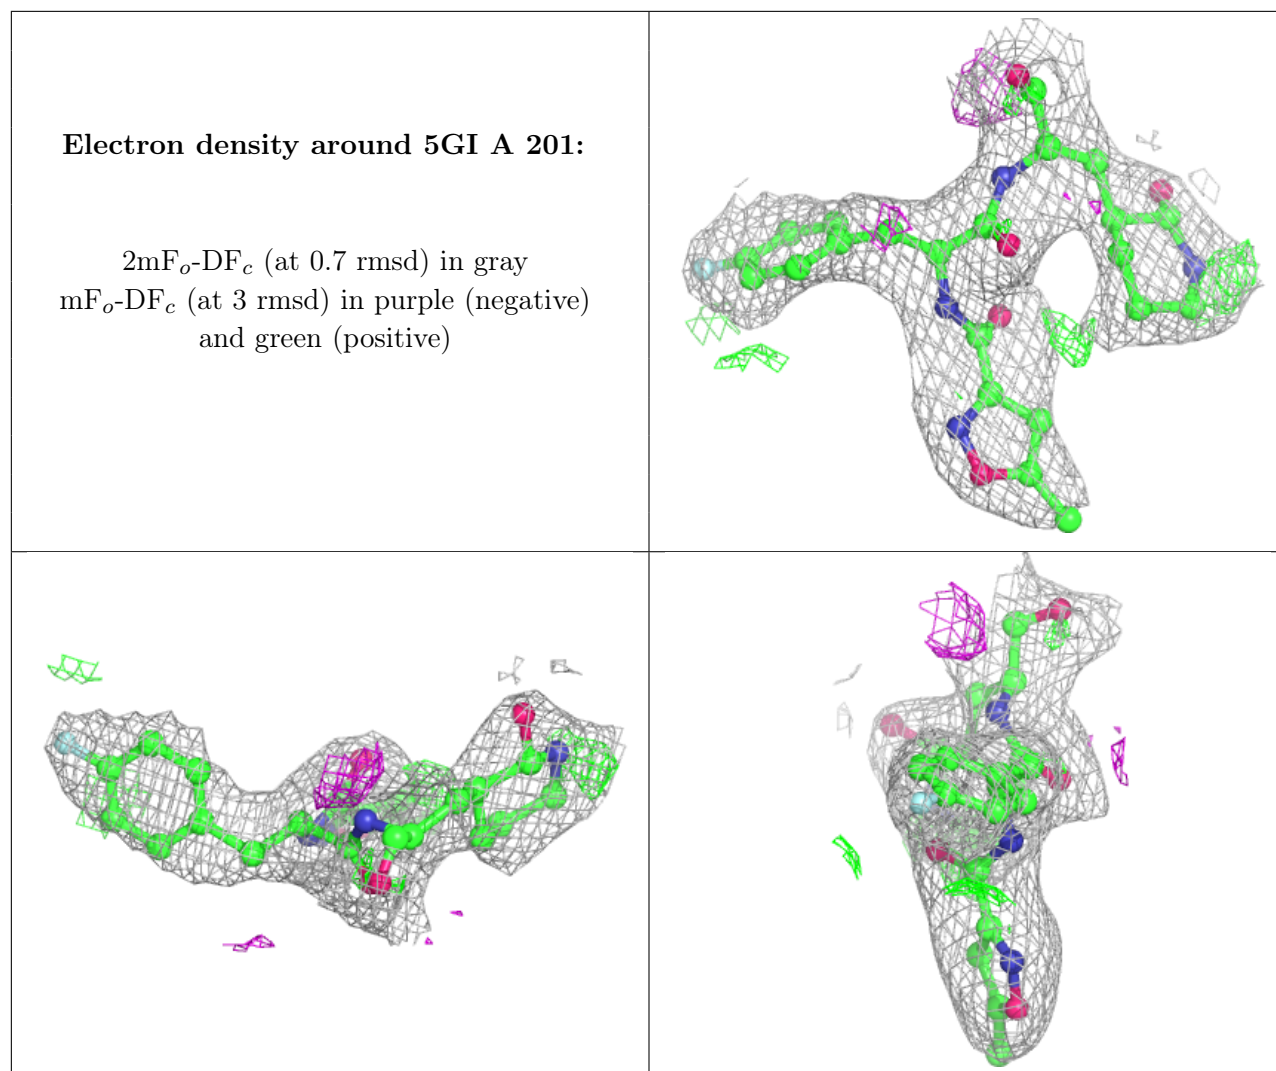 Electron density around 5GI A 201:
2mFo-DFc (at 0.7 rmsd) in gray
mFo-DFc (at 3 rmsd) in purple (negative)
and green (positive)